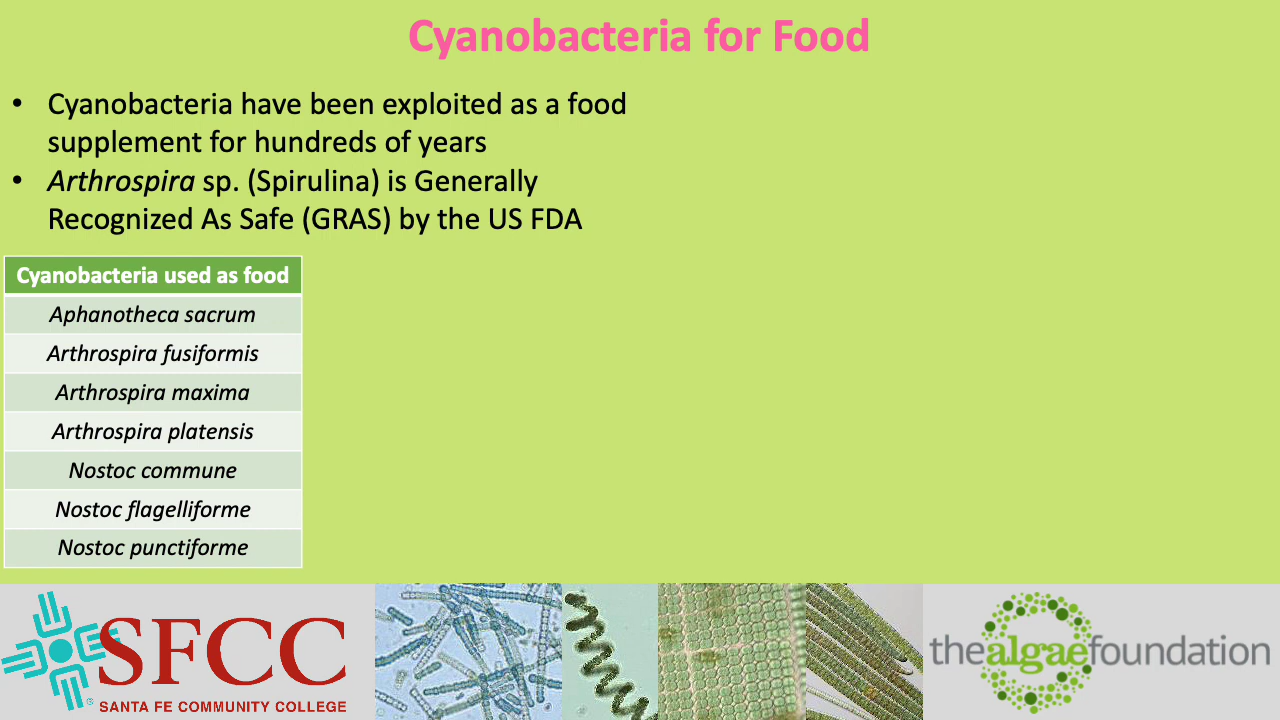 Cyanobacteria for Food
• Cyanobacteria have been exploited as a food
supplement for hundreds of years
• Arthrospira sp. (Spirulina) is Generally
Recognized As Safe (GRAS) by the US FDA
Cyanobacteria used as food
Aphanotheca sacrum
Arthrospira fusiformis
Arthrospira maxima
Arthrospira platensis
Nostoc commune
Nostoc flagelliforme
Nostoc punctiforme
SFCC
® SANTA FE COMMUNITY COLLEGE
thealgaefoundation